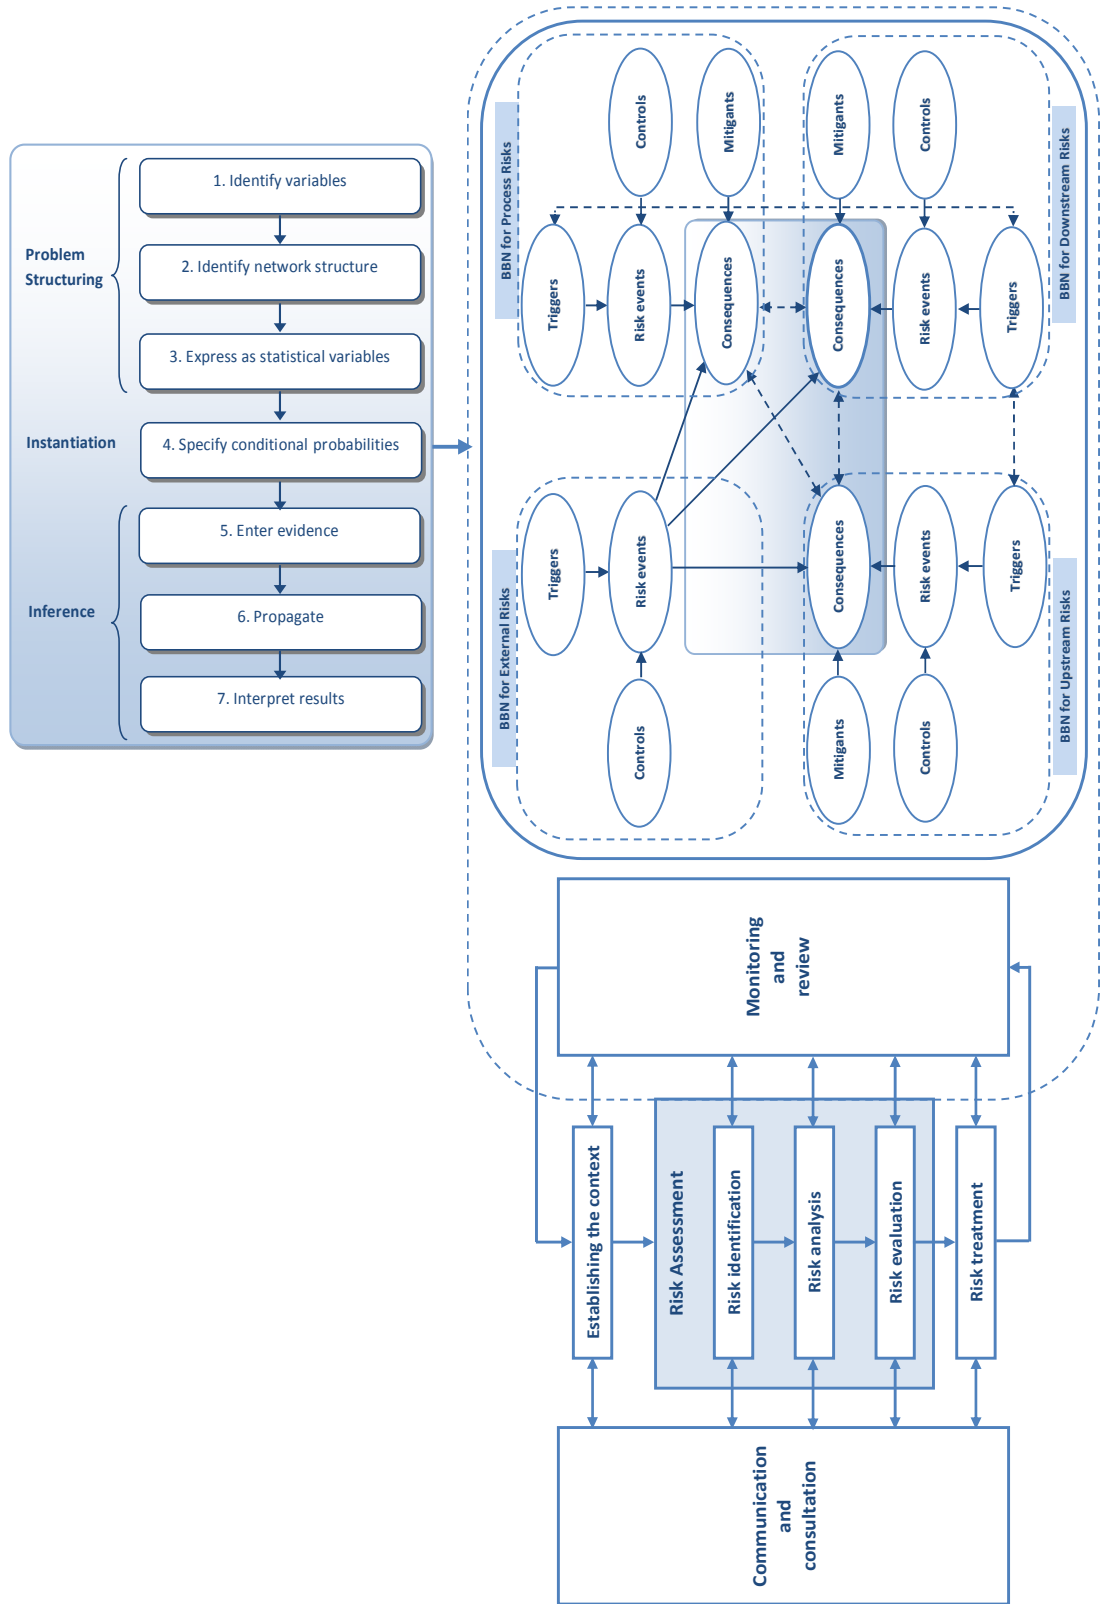 Problem
Structuring
1. Identify variables
2. Identify network structure
3. Express as statistical variables
Instantiation
4. Specify conditional probabilities
Inference
5. Enter evidence
6. Propagate
7. Interpret results
BBN for Process Risks
Triggers
Controls
Risk events
Mitigants
Consequences
BBN for Downstream Risks
Mitigants
Controls
Consequences
Risk events
Triggers
BBN for External Risks
Triggers
Risk events
Controls
BBN for Upstream Risks
Consequences
Risk events
Triggers
Mitigants
Controls
Monitoring
and
review
Establishing the context
Risk Assessment
Risk identification
Risk analysis
Risk evaluation
Risk treatment
Communication
and
consultation